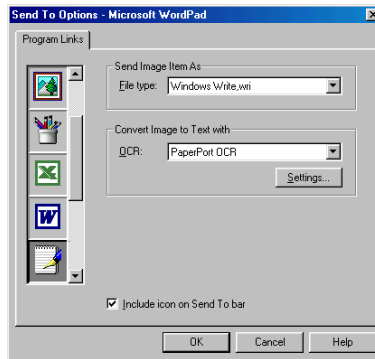 Send To Options - Microsoft WordPad
Program Links
Send Image Item As
File type: Windows Write,wri
Convert Image to Text with
OCR: PaperPort OCR
Settings...
Include icon on Send To bar
OK Cancel Help